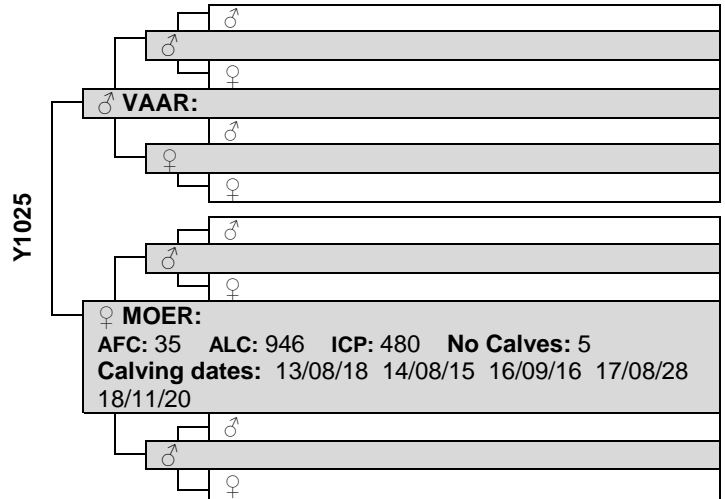 ♂
♂
♀
♂ VAAR:
♂
♀
♀
Y1025
♂
♂
♀
♀ MOER:
AFC: 35 ALC: 946 ICP: 480 No Calves: 5
Calving dates: 13/08/18 14/08/15 16/09/16 17/08/28
18/11/20
♂
♂
♀